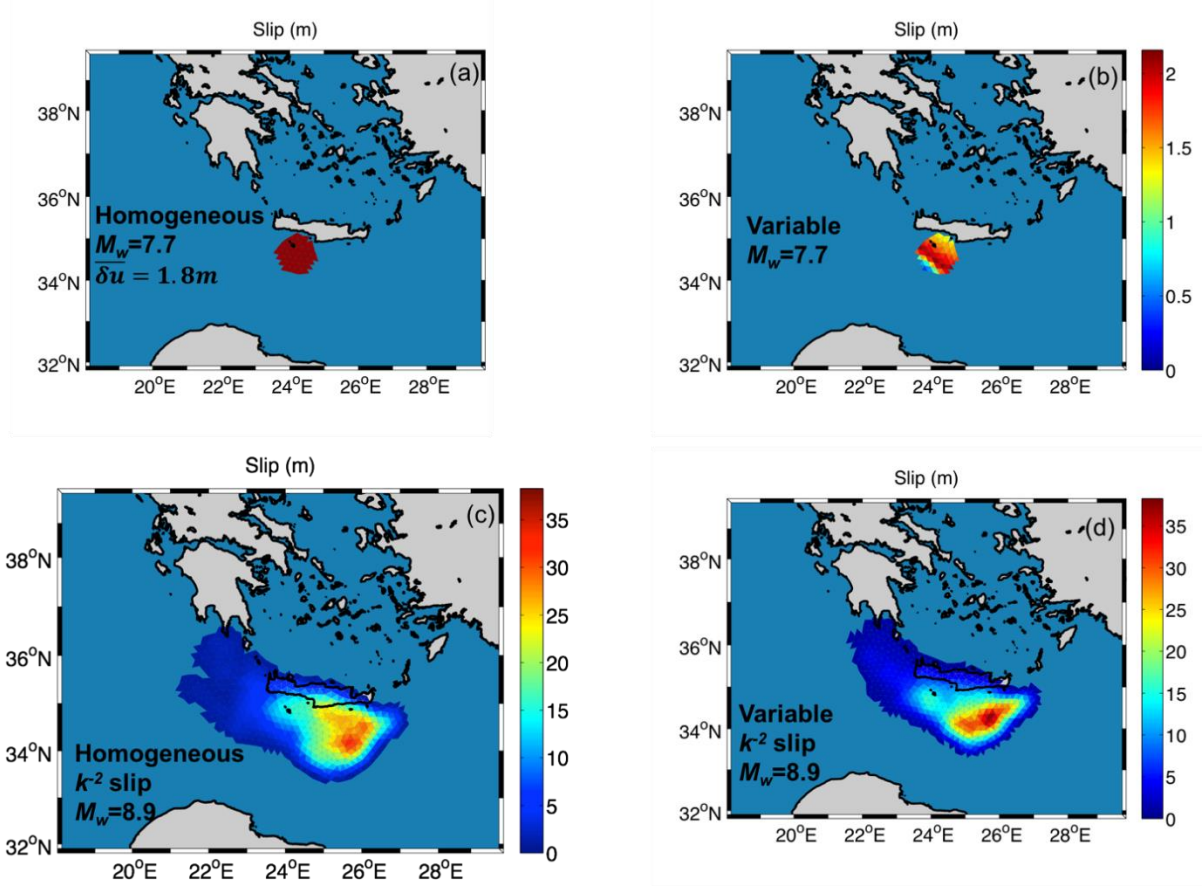 Slip (m)
(a)
38°N
36°N
34°N
32°N
Homogeneous
Mw=7.7
δu = 1.8m
20°E 22°E 24°E 26°E 28°E
Slip (m)
(b)
38°N
36°N
34°N
32°N
Variable
Mw=7.7
20°E 22°E 24°E 26°E 28°E
2
1.5
1
0.5
0
Slip (m)
(c)
38°N
36°N
34°N
32°N
Homogeneous
k-2 slip
Mw=8.9
20°E 22°E 24°E 26°E 28°E
35
30
25
20
15
10
5
0
Slip (m)
(d)
38°N
36°N
34°N
32°N
Variable
k-2 slip
Mw=8.9
20°E 22°E 24°E 26°E 28°E
35
30
25
20
15
10
5
0